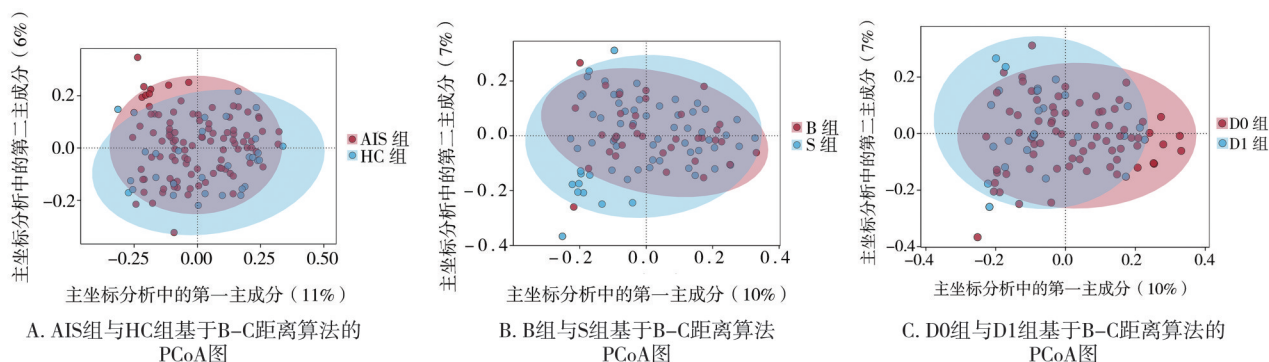 主坐标分析中的第二主成分（6%）
0.2
0.0
-0.2
-0.25
0.00
0.25
0.50
主坐标分析中的第一主成分（11%）
AIS 组
HC 组
A. AIS组与HC组基于B-C距离算法的
PCoA图
主坐标分析中的第二主成分（7%）
0.2
0.0
-0.2
-0.4
-0.2
0.0
0.2
0.4
主坐标分析中的第一主成分（10%）
B 组
S 组
B. B组与S组基于B-C距离算法
PCoA图
主坐标分析中的第二主成分（7%）
0.2
0.0
-0.2
-0.4
-0.4
-0.2
0.0
0.2
0.4
主坐标分析中的第一主成分（10%）
D0 组
D1 组
C. D0组与D1组基于B-C距离算法的
PCoA图